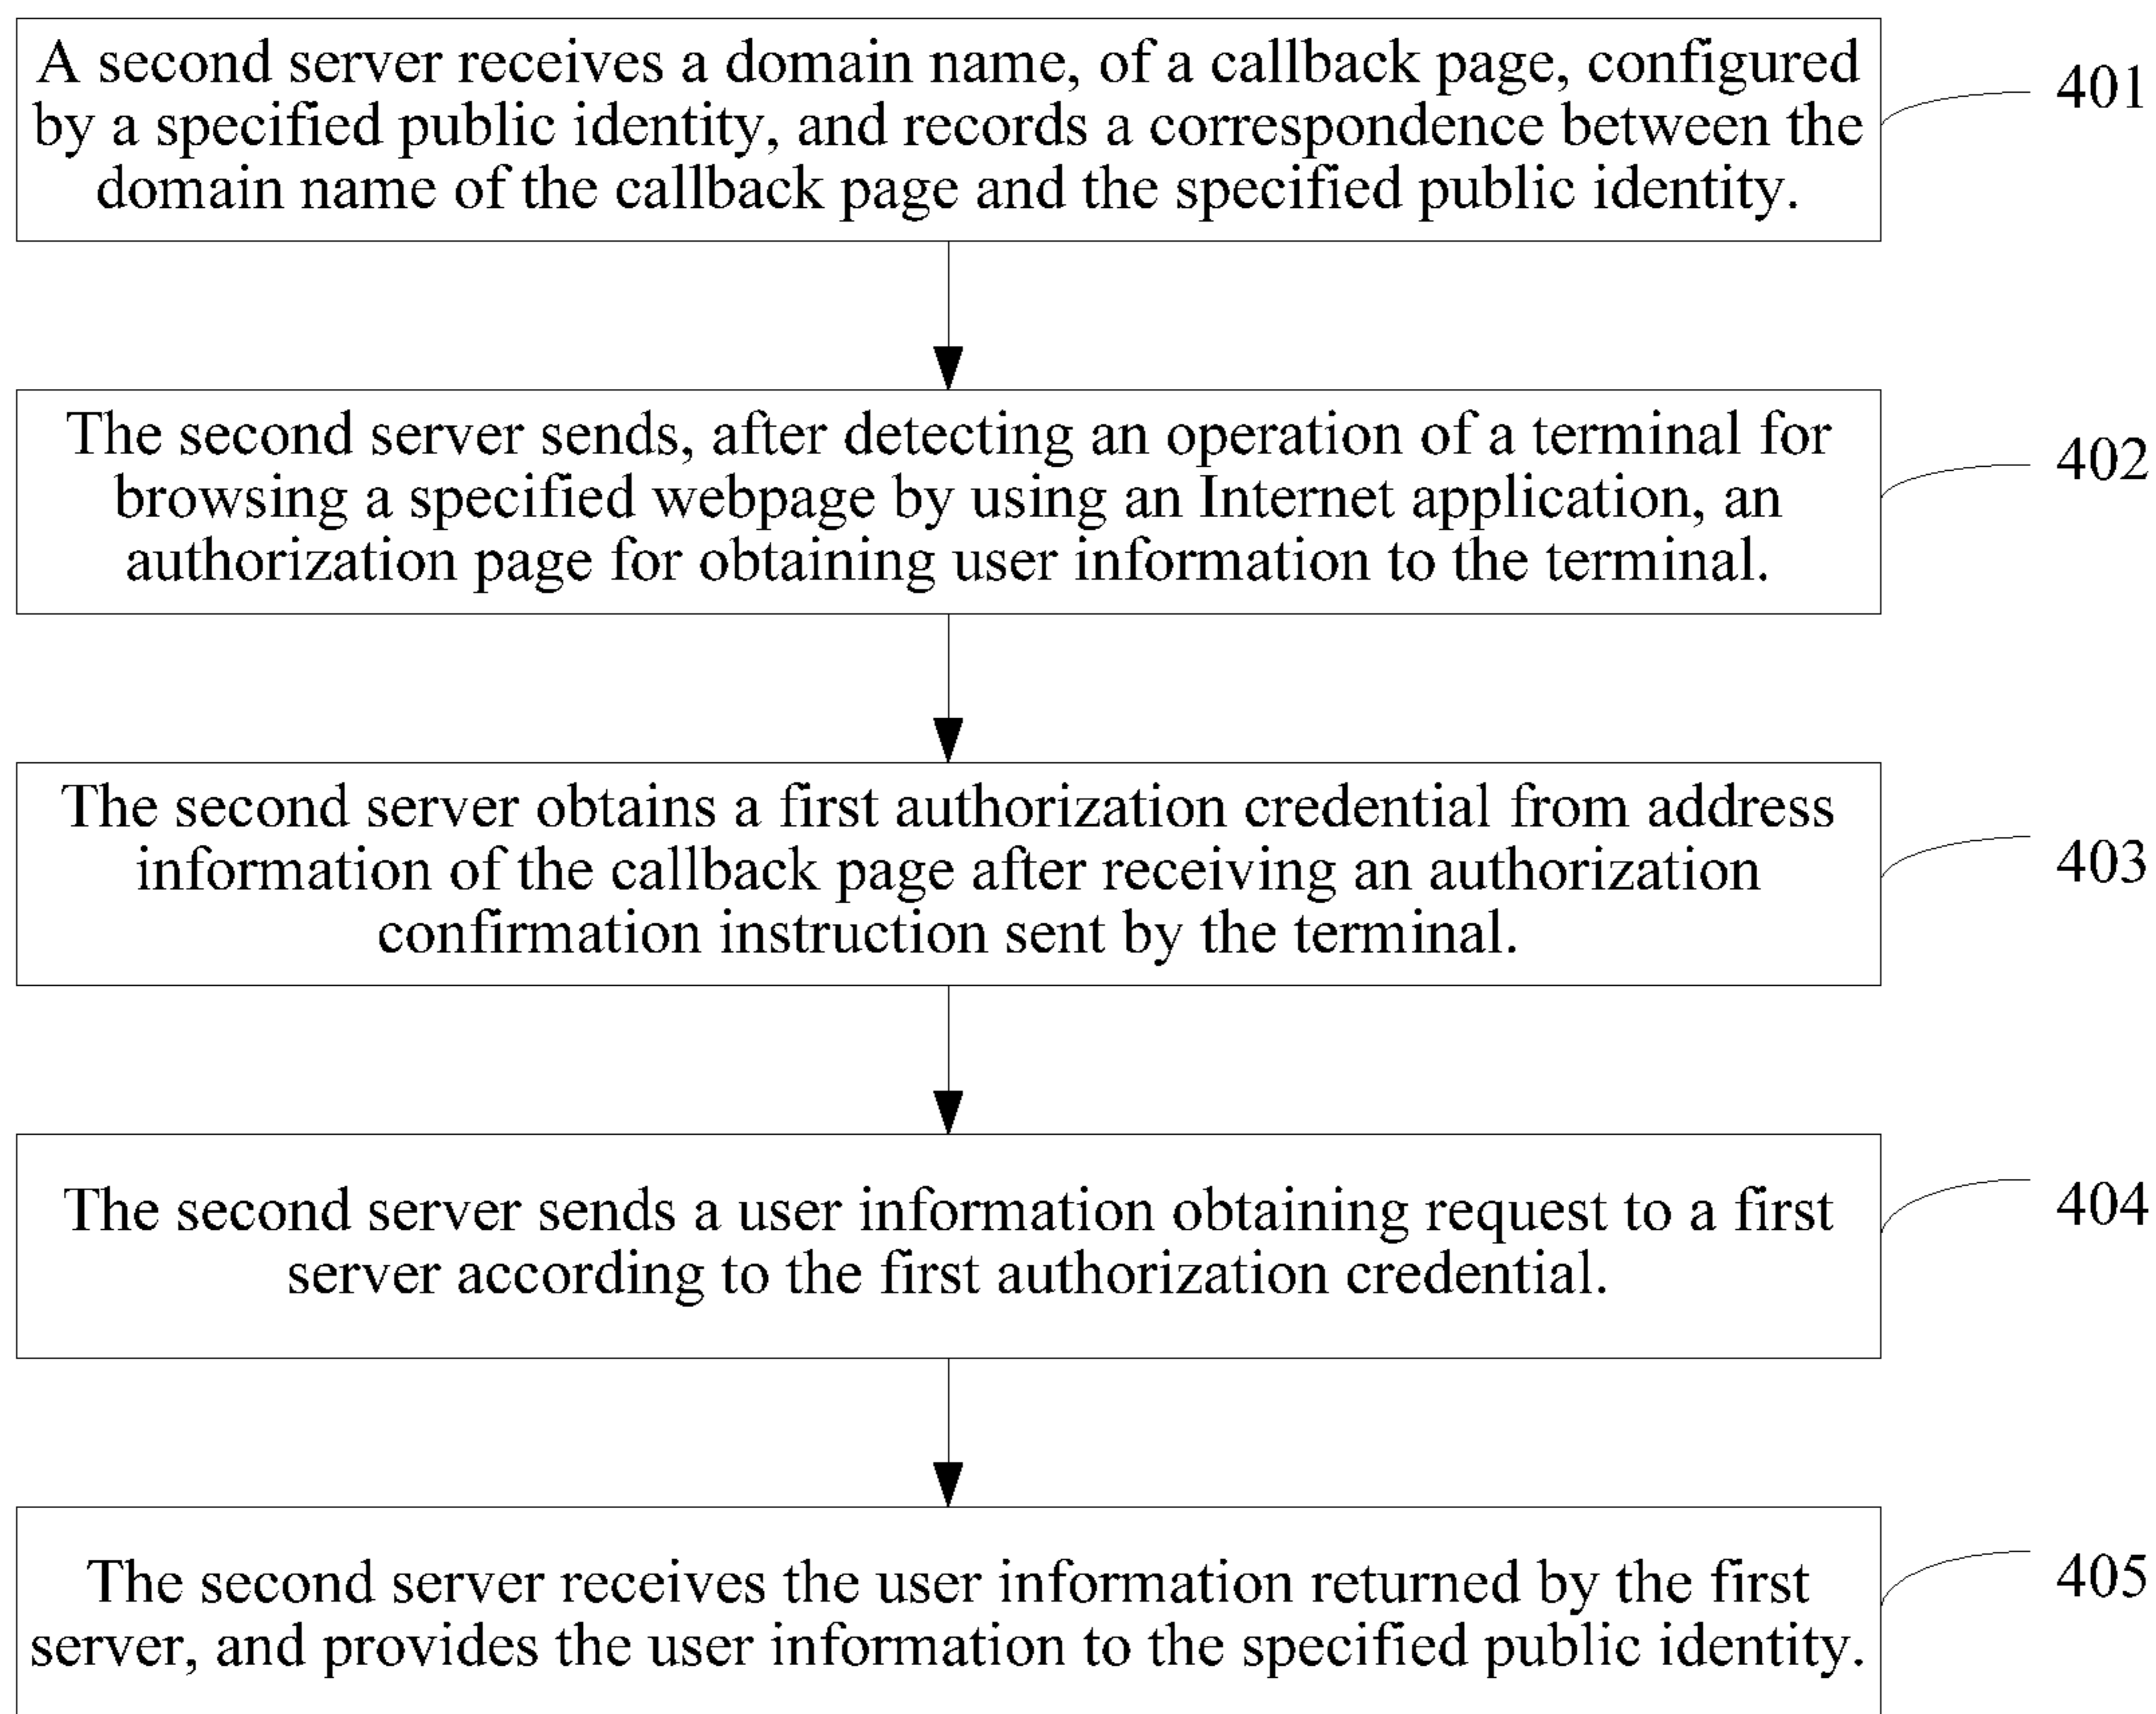 A second server receives a domain name, of a callback page, configured
by a specified public identity, and records a correspondence between the
domain name of the callback page and the specified public identity.
401
The second server sends, after detecting an operation of a terminal for
browsing a specified webpage by using an Internet application, an
authorization page for obtaining user information to the terminal.
402
The second server obtains a first authorization credential from address
information of the callback page after receiving an authorization
confirmation instruction sent by the terminal.
403
The second server sends a user information obtaining request to a first
server according to the first authorization credential.
404
The second server receives the user information returned by the first
server, and provides the user information to the specified public identity.
405